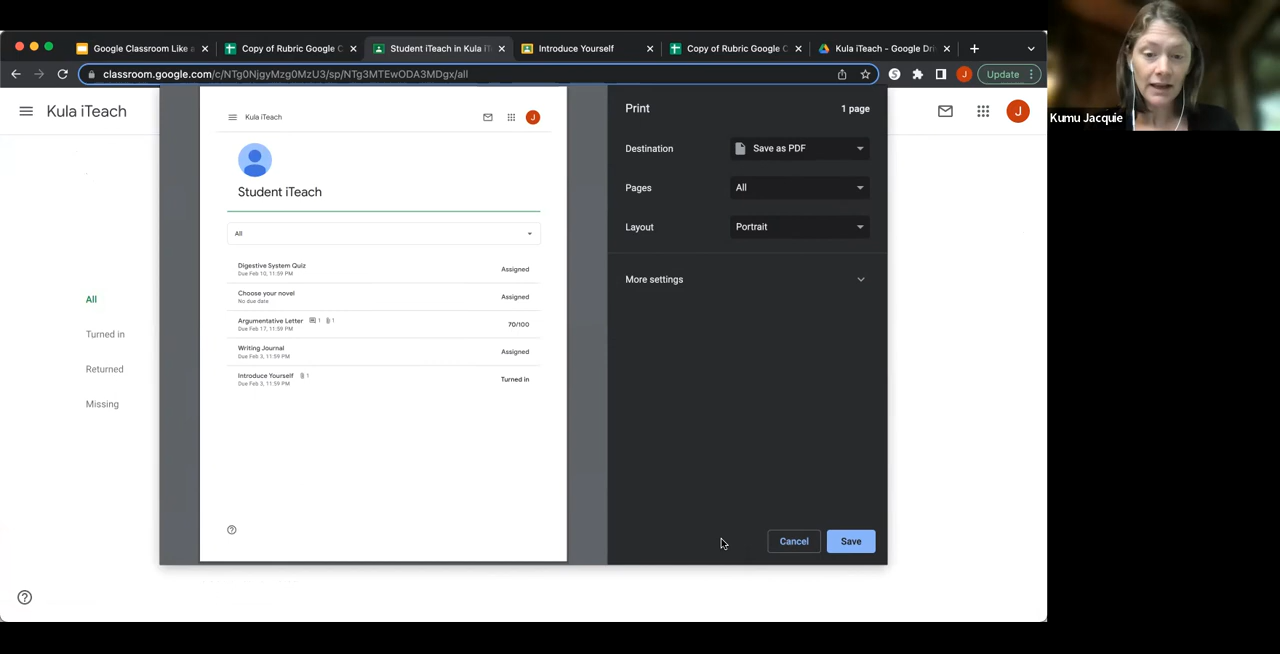 Google Classroom Like a
Copy of Rubric Google C
Student iTeach in Kula iT
Introduce Yourself
Copy of Rubric Google C
Kula iTeach - Google Dri
classroom.google.com/c/NTg0NjgyMzg0MzU3/sp/NTg3MTEwODA3MDgx/all
J
Update
Kula iTeach
J
Kumu Jacquie
All
Turned in
Returned
Missing
Kula iTeach
J
Student iTeach
All
Digestive System Quiz
Due Feb 10, 11:59 PM
Assigned
Choose your novel
No due date
Assigned
Argumentative Letter 1 1
Due Feb 17, 11:59 PM
70/100
Writing Journal
Due Feb 3, 11:59 PM
Assigned
Introduce Yourself 1
Due Feb 3, 11:59 PM
Turned in
Print
1 page
Destination
Save as PDF
Pages
All
Layout
Portrait
More settings
Cancel
Save